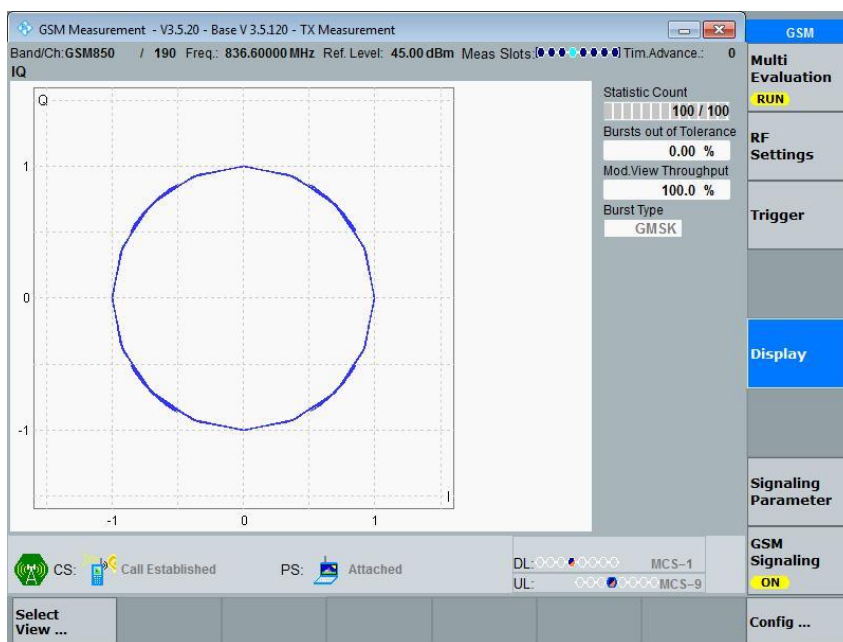 GSM Measurement - V3.5.20 - Base V 3.5.120 - TX Measurement
GSM
Band/Ch:GSM850 / 190 Freq.: 836.60000 MHz Ref. Level: 45.00 dBm Meas Slots: Tim.Advance.: 0
IQ
Multi
Evaluation
RUN
Q
Statistic Count
100 / 100
Bursts out of Tolerance
0.00 %
Mod.View Throughput
100.0 %
Burst Type
GMSK
RF
Settings
Trigger
1
0
-1
I
-1 0 1
Display
Signaling
Parameter
CS: Call Established PS: Attached
DL: MCS-1
UL: MCS-9
GSM
Signaling
ON
Select
View ...
Config ...